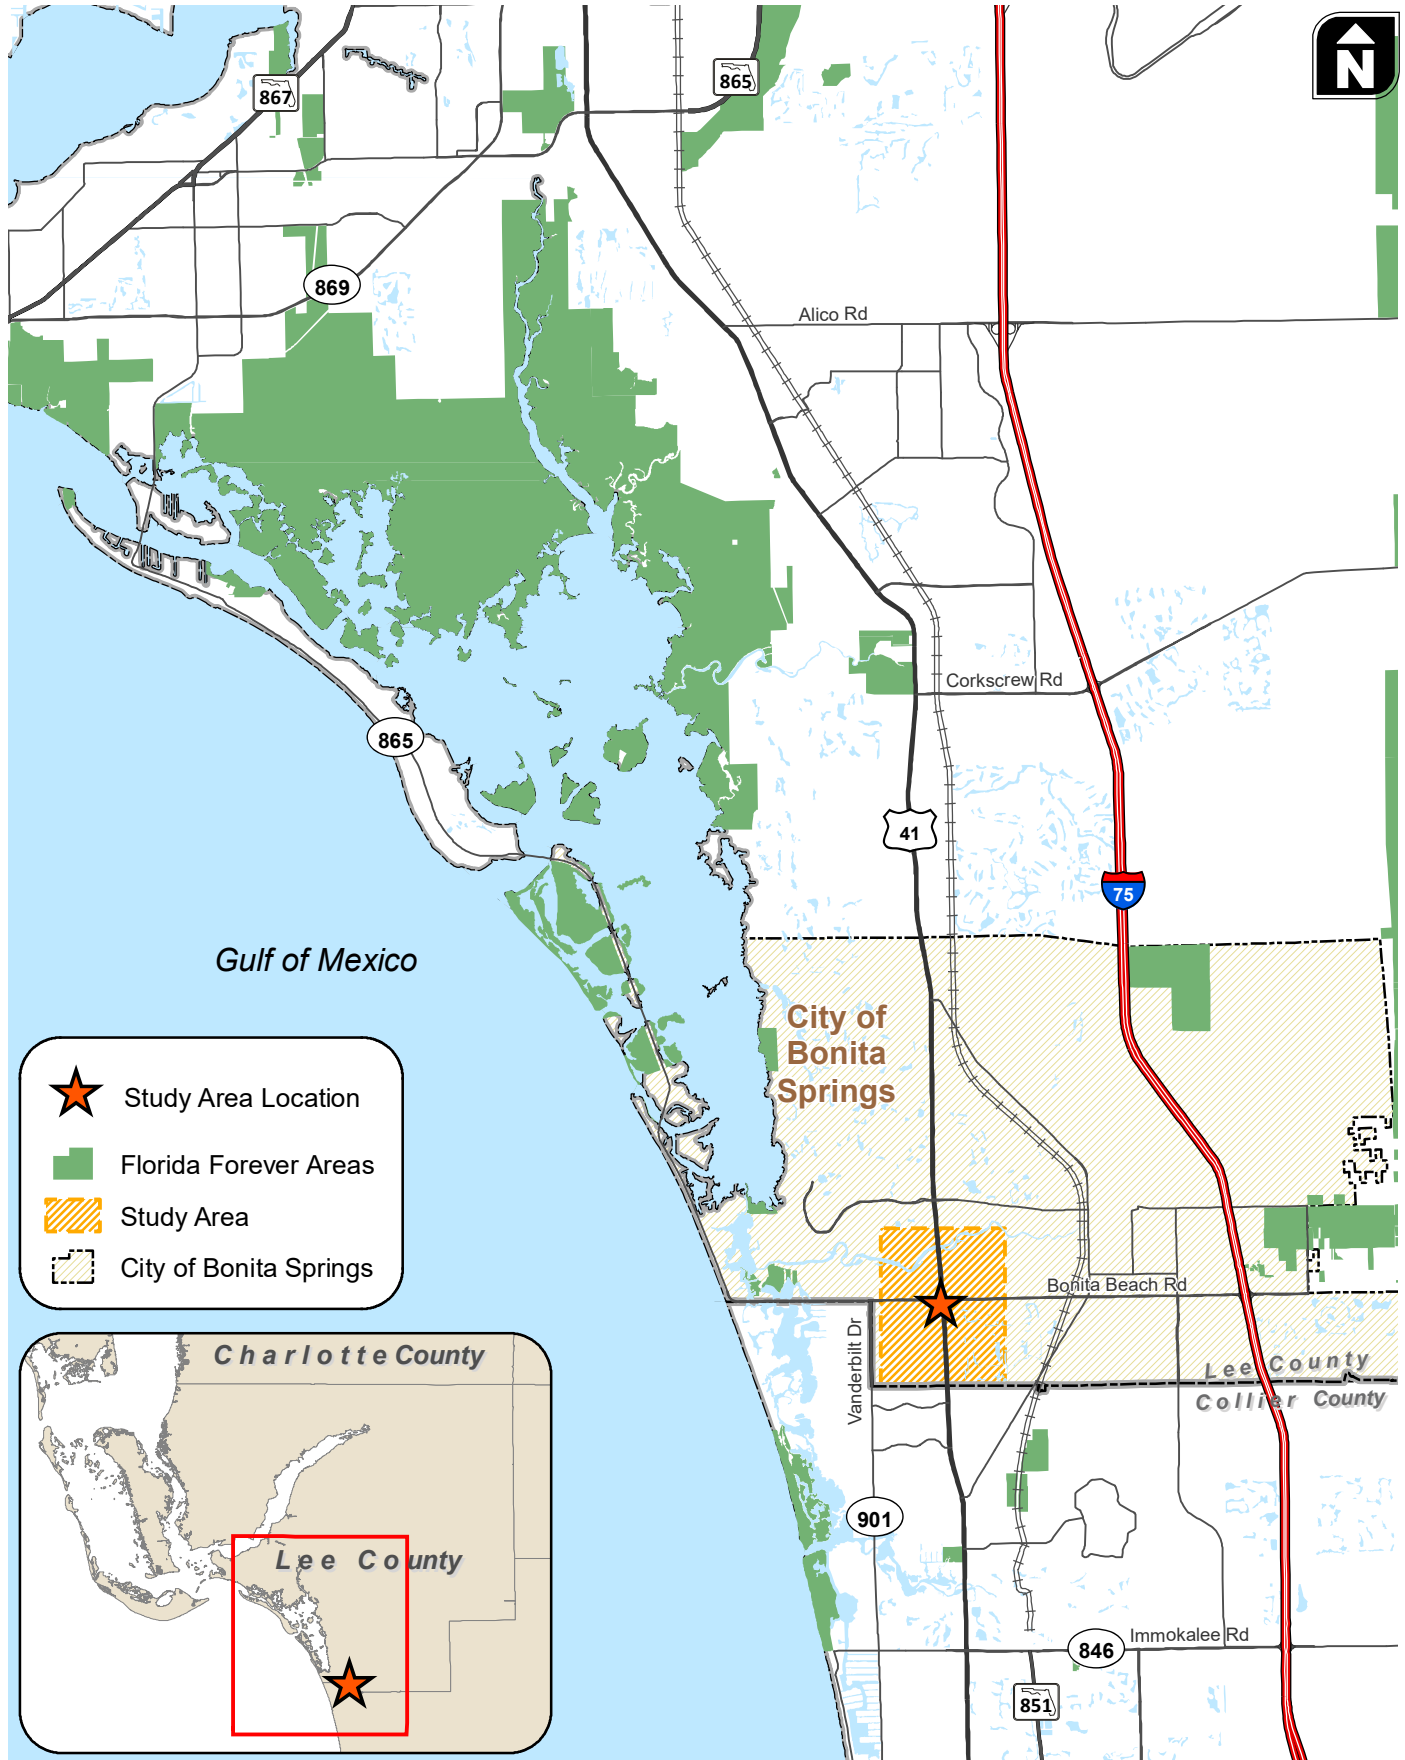 N
867
865
869
Alico Rd
Corkscrew Rd
865
41
75
Gulf of Mexico
City of
Bonita
Springs
Study Area Location
Florida Forever Areas
Study Area
City of Bonita Springs
Bonita Beach Rd
Vanderbilt Dr
Lee County
Collier County
Charlotte County
Lee County
901
Immokalee Rd
846
851